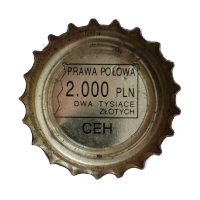 PRAWA POŁOWA
2.000 PLN
DWA TYSIĄCE
ZŁOTYCH
CEH